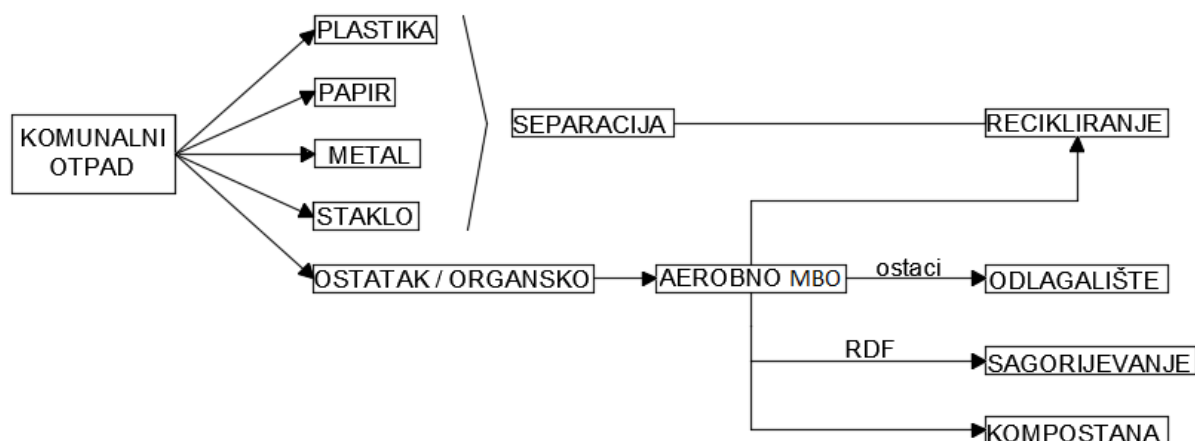 PLASTIKA
PAPIR
KOMUNALNI
OTPAD
METAL
STAKLO
SEPARACIJA
RECIKLIRANJE
OSTATAK / ORGANSKO
AEROBNO MBO
ostaci
ODLAGALIŠTE
RDF
SAGORIJEVANJE
KOMPOSTANA